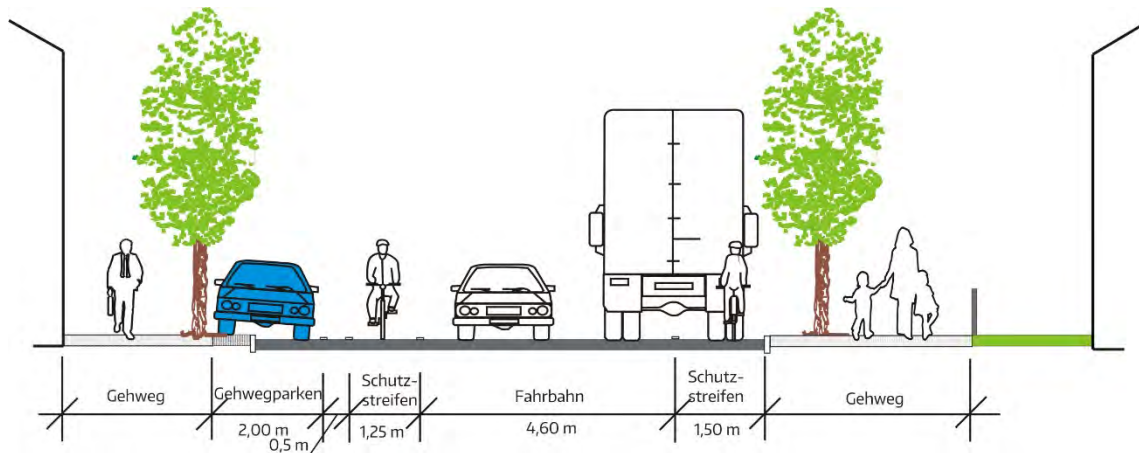 Gehweg
Gehwegparken
Schutz-
streifen
Fahrbahn
Schutz-
streifen
Gehweg
2,00 m
0,5 m
1,25 m
4,60 m
1,50 m